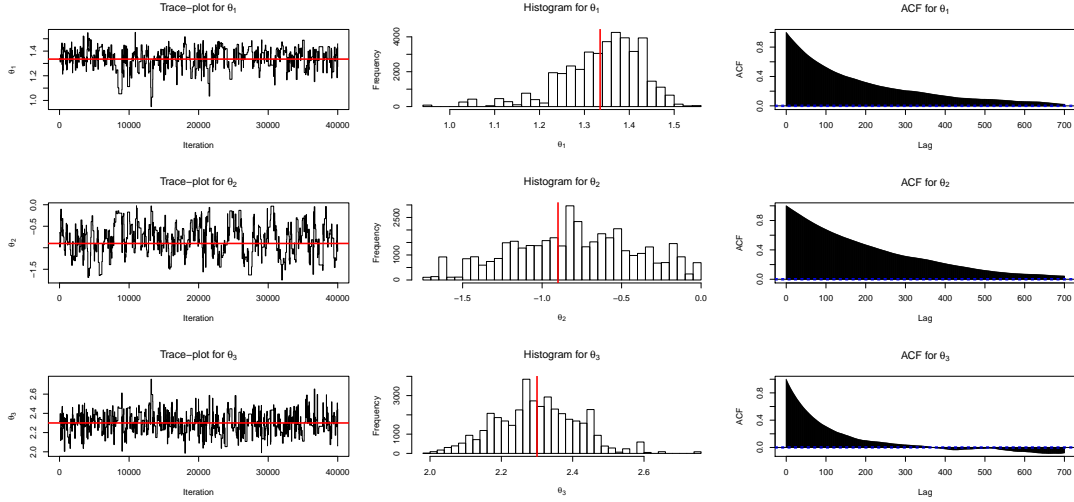 Trace−plot for θ1
Histogram for θ1
ACF for θ1
θ1
1.0 1.2 1.4
0 10000 20000 30000 40000
Iteration
Frequency
0 2000 4000
1.0 1.1 1.2 1.3 1.4 1.5
θ1
ACF
0.0 0.4 0.8
0 100 200 300 400 500 600 700
Lag
Trace−plot for θ2
Histogram for θ2
ACF for θ2
θ2
−1.5 −0.5 0.0
0 10000 20000 30000 40000
Iteration
Frequency
0 1000 2500
−1.5 −1.0 −0.5 0.0
θ2
ACF
0.0 0.4 0.8
0 100 200 300 400 500 600 700
Lag
Trace−plot for θ3
Histogram for θ3
ACF for θ3
θ3
2.0 2.2 2.4 2.6
0 10000 20000 30000 40000
Iteration
Frequency
0 1000 3000
2.0 2.2 2.4 2.6
θ3
ACF
0.0 0.4 0.8
0 100 200 300 400 500 600 700
Lag